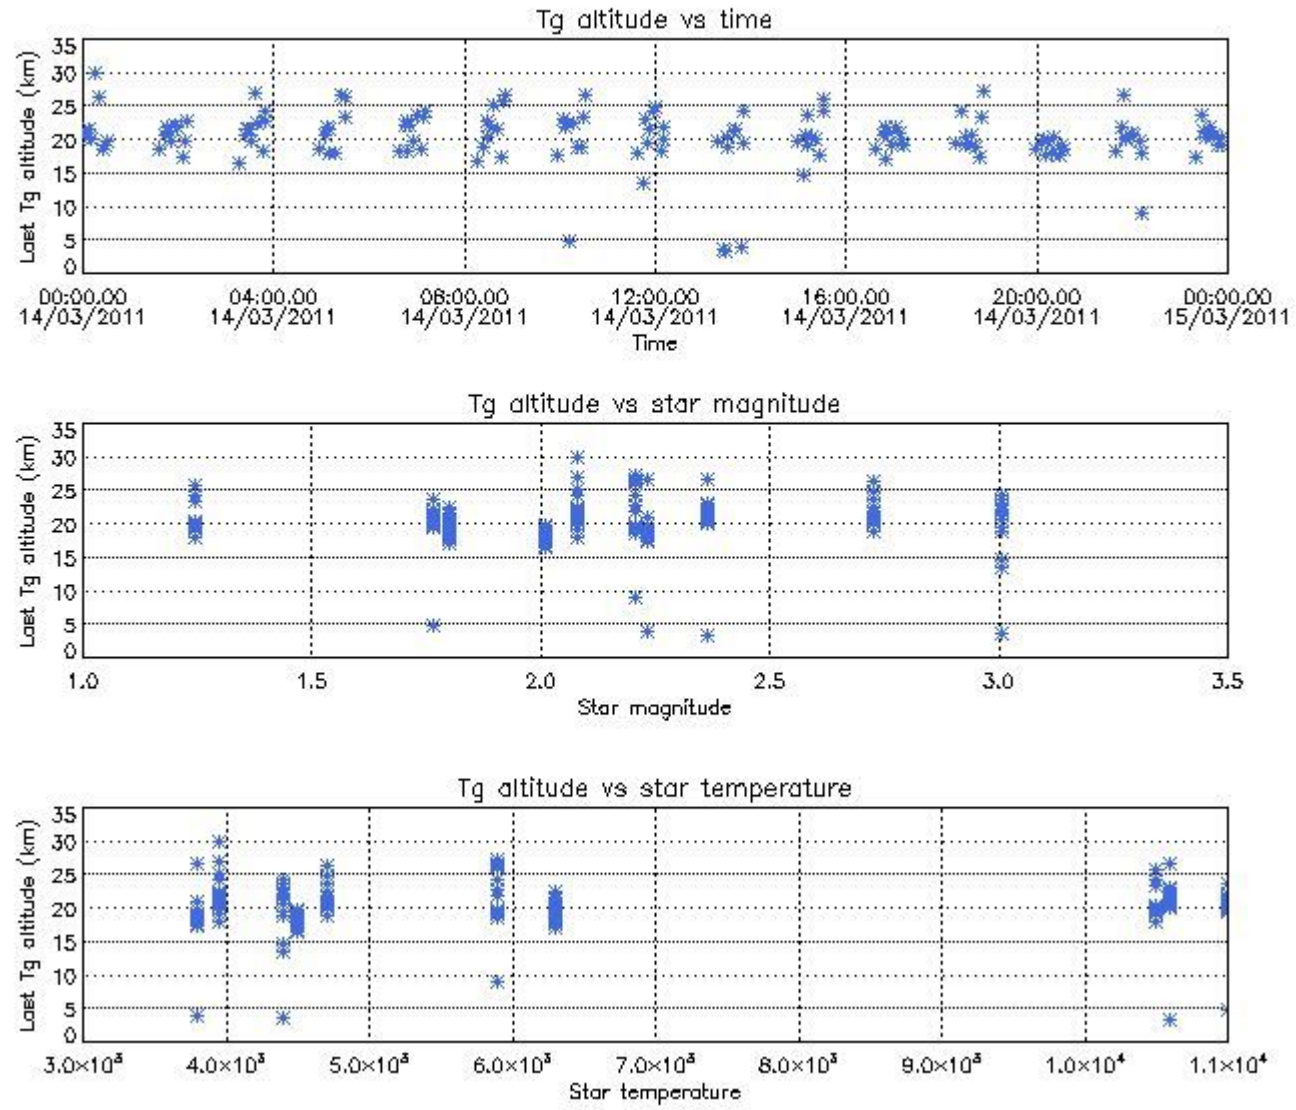 Tg altitude vs time
Last Tg altitude (km)
35
30
25
20
15
10
5
0
00:00.00 04:00.00 08:00.00 12:00.00 16:00.00 20:00.00 00:00.00
14/03/2011 14/03/2011 14/03/2011 14/03/2011 14/03/2011 14/03/2011 15/03/2011
Time
Tg altitude vs star magnitude
Last Tg altitude (km)
35
30
25
20
15
10
5
0
1.0 1.5 2.0 2.5 3.0 3.5
Star magnitude
Tg altitude vs star temperature
Last Tg altitude (km)
35
30
25
20
15
10
5
0
3.0×10³ 4.0×10³ 5.0×10³ 6.0×10³ 7.0×10³ 8.0×10³ 9.0×10³ 1.0×10⁴ 1.1×10⁴
Star temperature